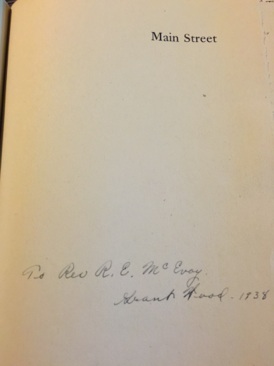 Main Street
To Rev R. E. McEvoy.
Grant Wood - 1938